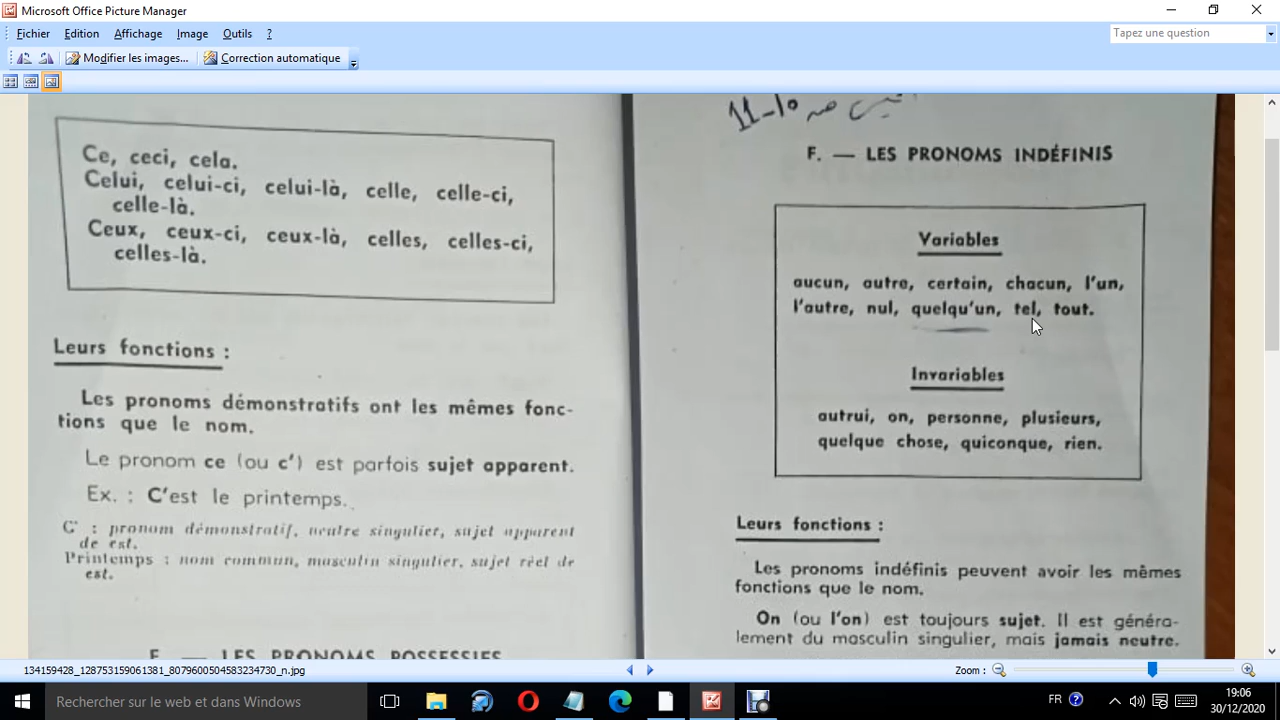 Microsoft Office Picture Manager
Fichier Edition Affichage Image Outils ?
Tapez une question
Modifier les images... Correction automatique
Ce, ceci, cela.
Celui, celui-ci, celui-là, celle, celle-ci,
celle-là.
Ceux, ceux-ci, ceux-là, celles, celles-ci,
celles-là.
Leurs fonctions :
Les pronoms démonstratifs ont les mêmes fonc-
tions que le nom.
Le pronom ce (ou c') est parfois sujet apparent.
Ex. : C'est le printemps.
C' : pronom démonstratif, neutre singulier, sujet apparent
de est.
Printemps : nom commun, masculin singulier, sujet réel de
est.
LES PRONOMS POSSESSIFS
11-10
F. — LES PRONOMS INDÉFINIS
Variables
aucun, autre, certain, chacun, l'un,
l'autre, nul, quelqu'un, tel, tout.
Invariables
autrui, on, personne, plusieurs,
quelque chose, quiconque, rien.
Leurs fonctions :
Les pronoms indéfinis peuvent avoir les mêmes
fonctions que le nom.
On (ou l'on) est toujours sujet. Il est généra-
lement du masculin singulier, mais jamais neutre.
134159428_128753159061381_8079600504583234730_n.jpg
Zoom :
Rechercher sur le web et dans Windows
FR
19:06
30/12/2020